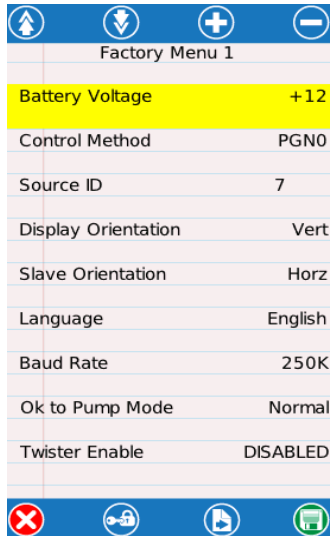 Factory Menu 1
Battery Voltage +12
Control Method PGN0
Source ID 7
Display Orientation Vert
Slave Orientation Horz
Language English
Baud Rate 250K
Ok to Pump Mode Normal
Twister Enable DISABLED